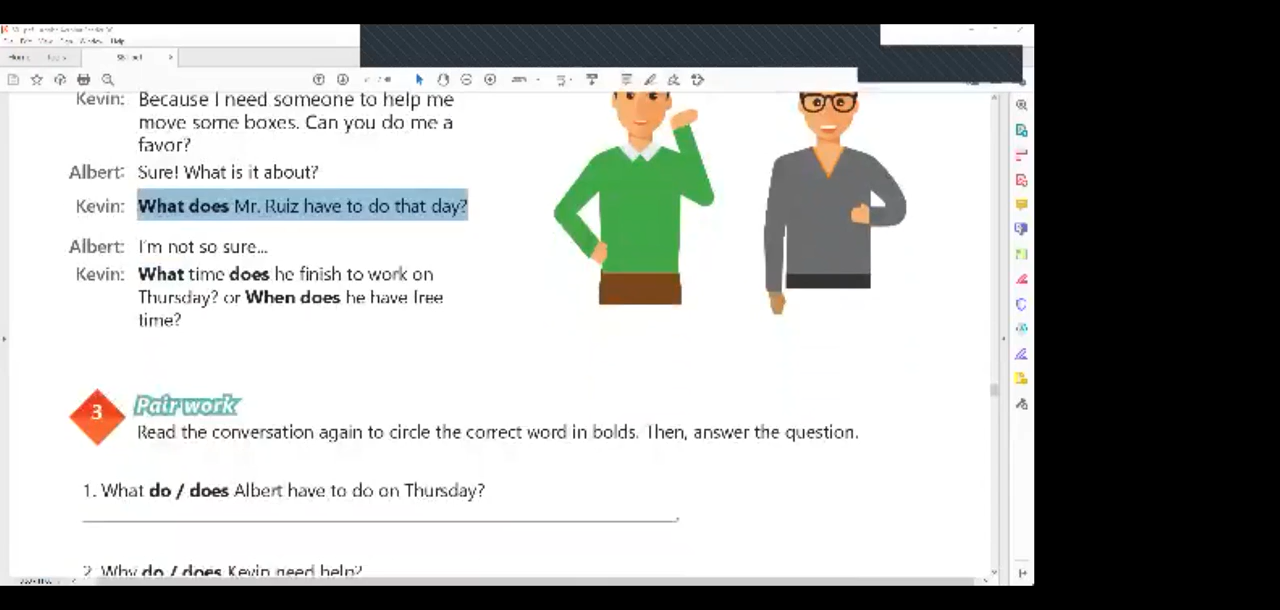 Home
Kevin: Because I need someone to help me
move some boxes. Can you do me a
favor?
Albert: Sure! What is it about?
Kevin: What does Mr. Ruiz have to do that day?
Albert: I'm not so sure...
Kevin: What time does he finish to work on
Thursday? or When does he have free
time?
3 Pair work
Read the conversation again to circle the correct word in bolds. Then, answer the question.
1. What do / does Albert have to do on Thursday?
2. Why do / does Kevin need help?